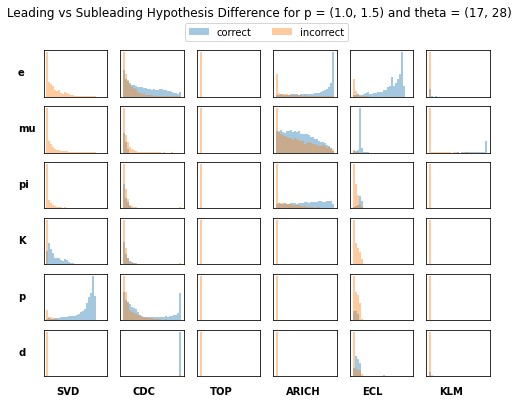 Leading vs Subleading Hypothesis Difference for p = (1.0, 1.5) and theta = (17, 28)
correct incorrect
e
mu
pi
K
p
d
SVD CDC TOP ARICH ECL KLM